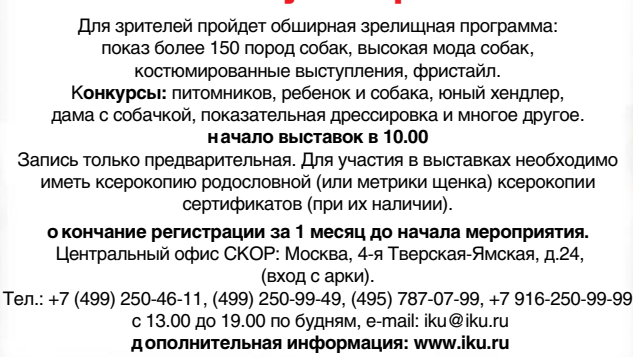 Для зрителей пройдет обширная зрелищная программа:
показ более 150 пород собак, высокая мода собак,
костюмированные выступления, фристайл.
Конкурсы: питомников, ребенок и собака, юный хендлер,
дама с собачкой, показательная дрессировка и многое другое.
начало выставок в 10.00
Запись только предварительная. Для участия в выставках необходимо
иметь ксерокопию родословной (или метрики щенка) ксерокопии
сертификатов (при их наличии).
окончание регистрации за 1 месяц до начала мероприятия.
Центральный офис СКОР: Москва, 4-я Тверская-Ямская, д.24,
(вход с арки).
Тел.: +7 (499) 250-46-11, (499) 250-99-49, (495) 787-07-99, +7 916-250-99-99
с 13.00 до 19.00 по будням, e-mail: iku@iku.ru
дополнительная информация: www.iku.ru